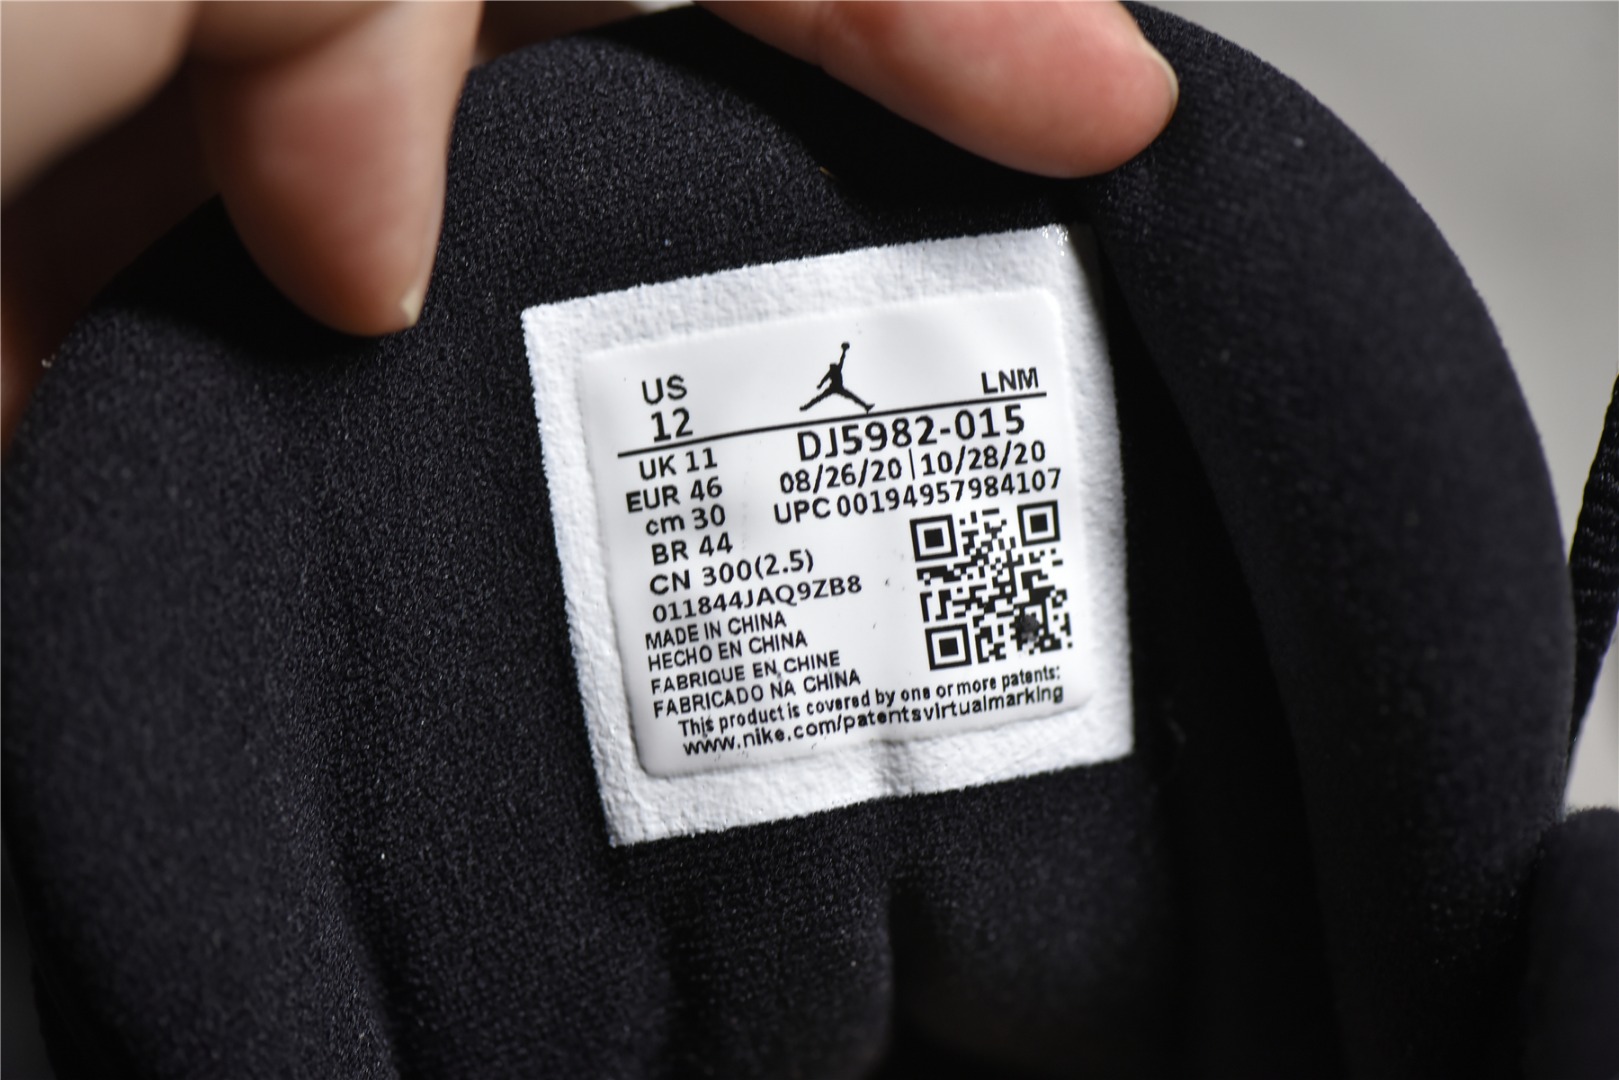 US
12
LNM
DJ5982-015
UK 11
08/26/20|10/28/20
EUR 46
UPC 00194957984107
cm 30
BR 44
CN 300(2.5)
011844JAQ9ZB8
MADE IN CHINA
HECHO EN CHINA
FABRIQUE EN CHINE
FABRICADO NA CHINA
This product is covered by one or more patents:
www.nike.com/patentsvirtualmarking